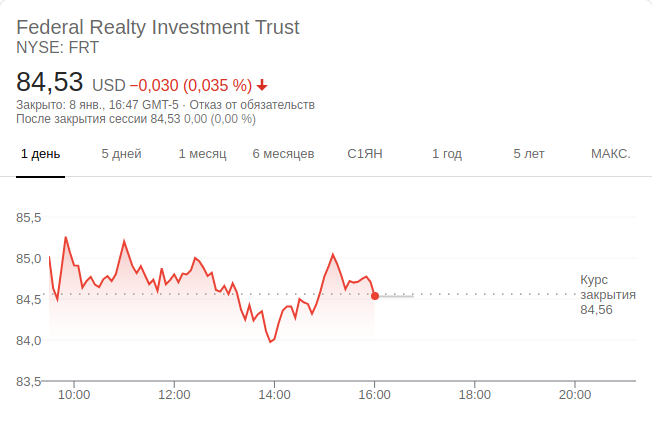 Federal Realty Investment Trust
NYSE: FRT
84,53 USD −0,030 (0,035 %)
Закрыто: 8 янв., 16:47 GMT-5 · Отказ от обязательств
После закрытия сессии 84,53 0,00 (0,00 %)
1 день 5 дней 1 месяц 6 месяцев С1ЯН 1 год 5 лет МАКС.
85,5
85,0
84,5
84,0
83,5
Курс
закрытия
84,56
10:00 12:00 14:00 16:00 18:00 20:00